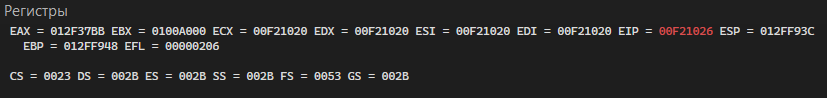 Регистры
EAX = 012F37BB EBX = 0100A000 ECX = 00F21020 EDX = 00F21020 ESI = 00F21020 EDI = 00F21020 EIP = 00F21026 ESP = 012FF93C
EBP = 012FF948 EFL = 00000206
CS = 0023 DS = 002B ES = 002B SS = 002B FS = 0053 GS = 002B